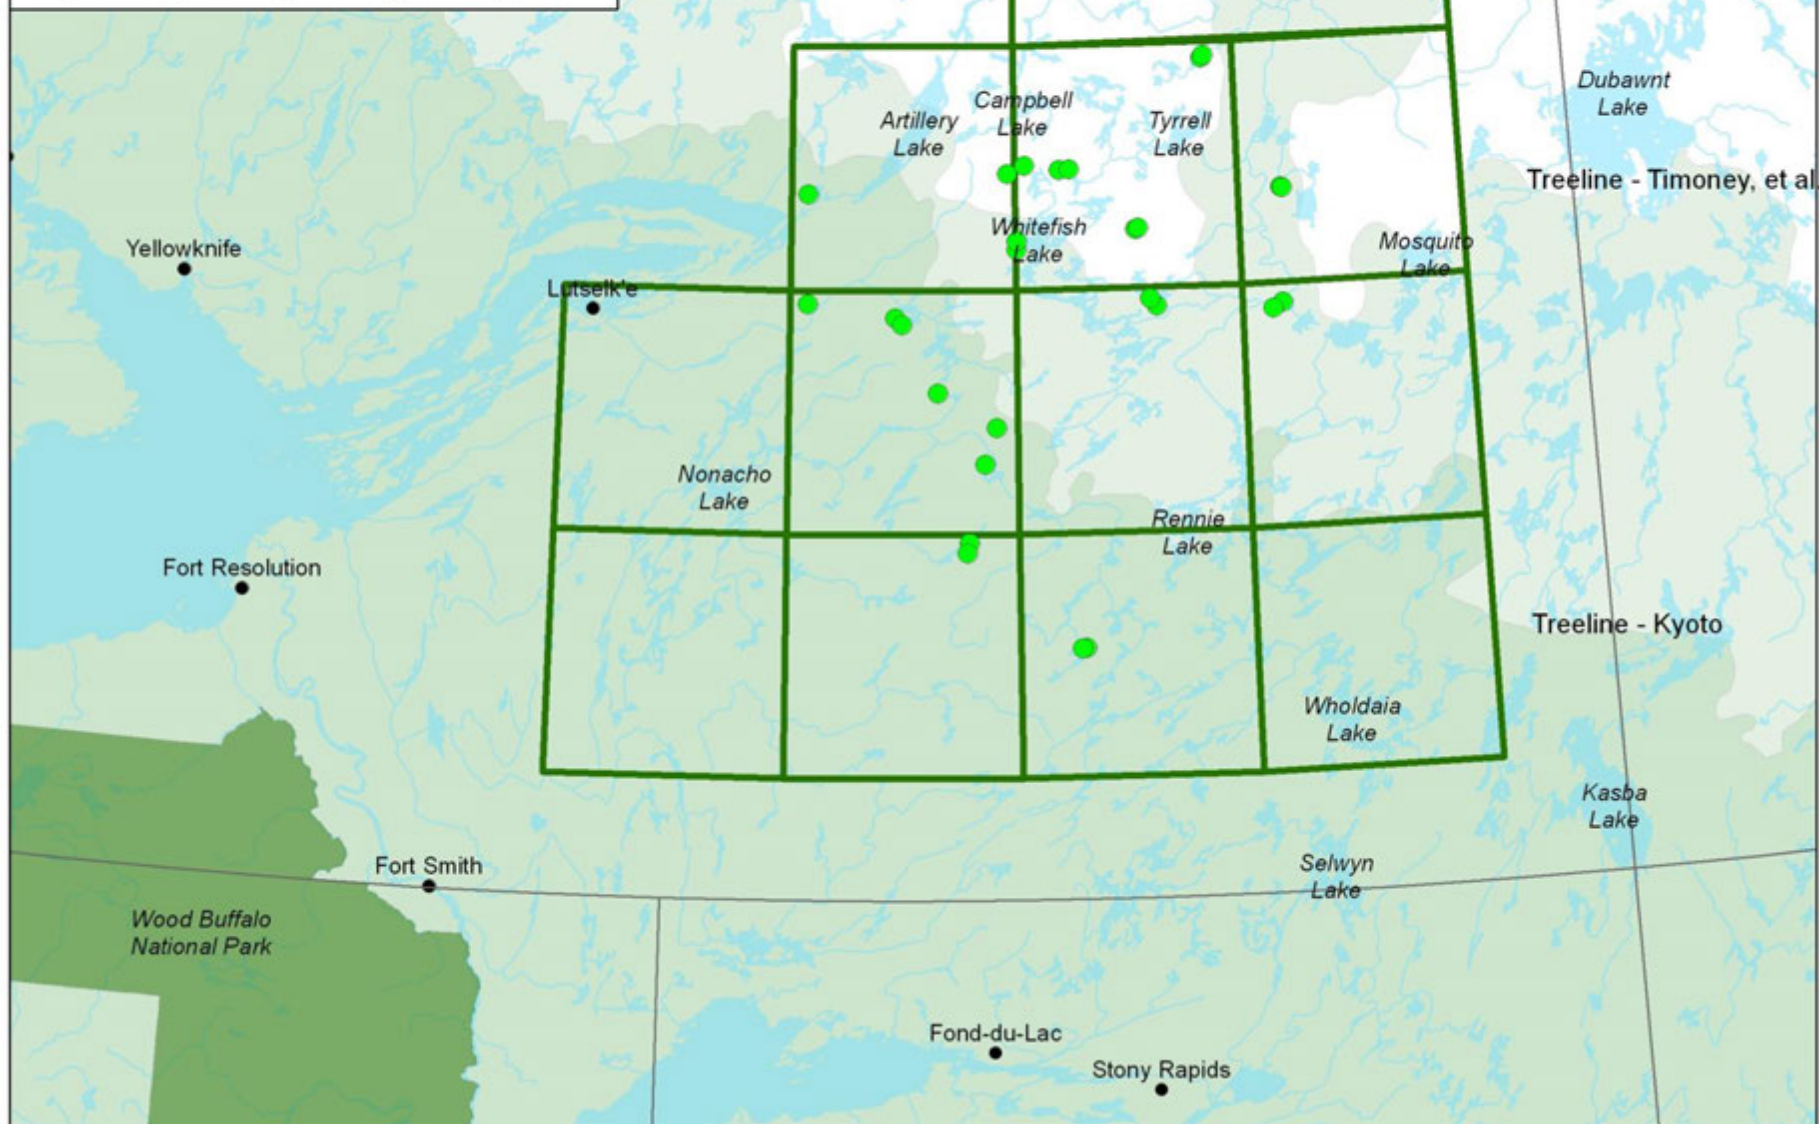 Dubawnt
Lake
Campbell
Lake
Artillery
Lake
Tyrrell
Lake
Treeline - Timoney, et al.
Yellowknife
Whitefish
Lake
Mosquito
Lake
Lutselk'e
Nonacho
Lake
Rennie
Lake
Fort Resolution
Treeline - Kyoto
Wholdaia
Lake
Kasba
Lake
Fort Smith
Selwyn
Lake
Wood Buffalo
National Park
Fond-du-Lac
Stony Rapids